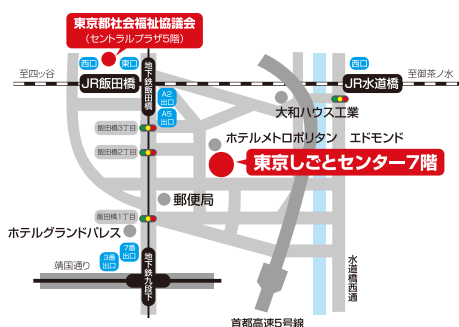 東京都社会福祉協議会
（セントラルプラザ5階）
西口
東口
西口
至四ッ谷
JR飯田橋
地下鉄飯田橋
JR水道橋
至御茶ノ水
A2
出口
A5
出口
大和ハウス工業
飯田橋3丁目
ホテルメトロポリタン　エドモンド
飯田橋2丁目
東京しごとセンター7階
郵便局
飯田橋1丁目
ホテルグランドパレス
7番
出口
3番
出口
地下鉄九段下
靖国通り
水道橋西通
首都高速5号線